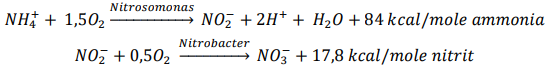 NH₄⁺ + 1,5O₂ —Nitrosomonas→ NO₂⁻ + 2H⁺ + H₂O + 84 kcal/mole ammonia
NO₂⁻ + 0,5O₂ —Nitrobacter→ NO₃⁻ + 17,8 kcal/mole nitrit